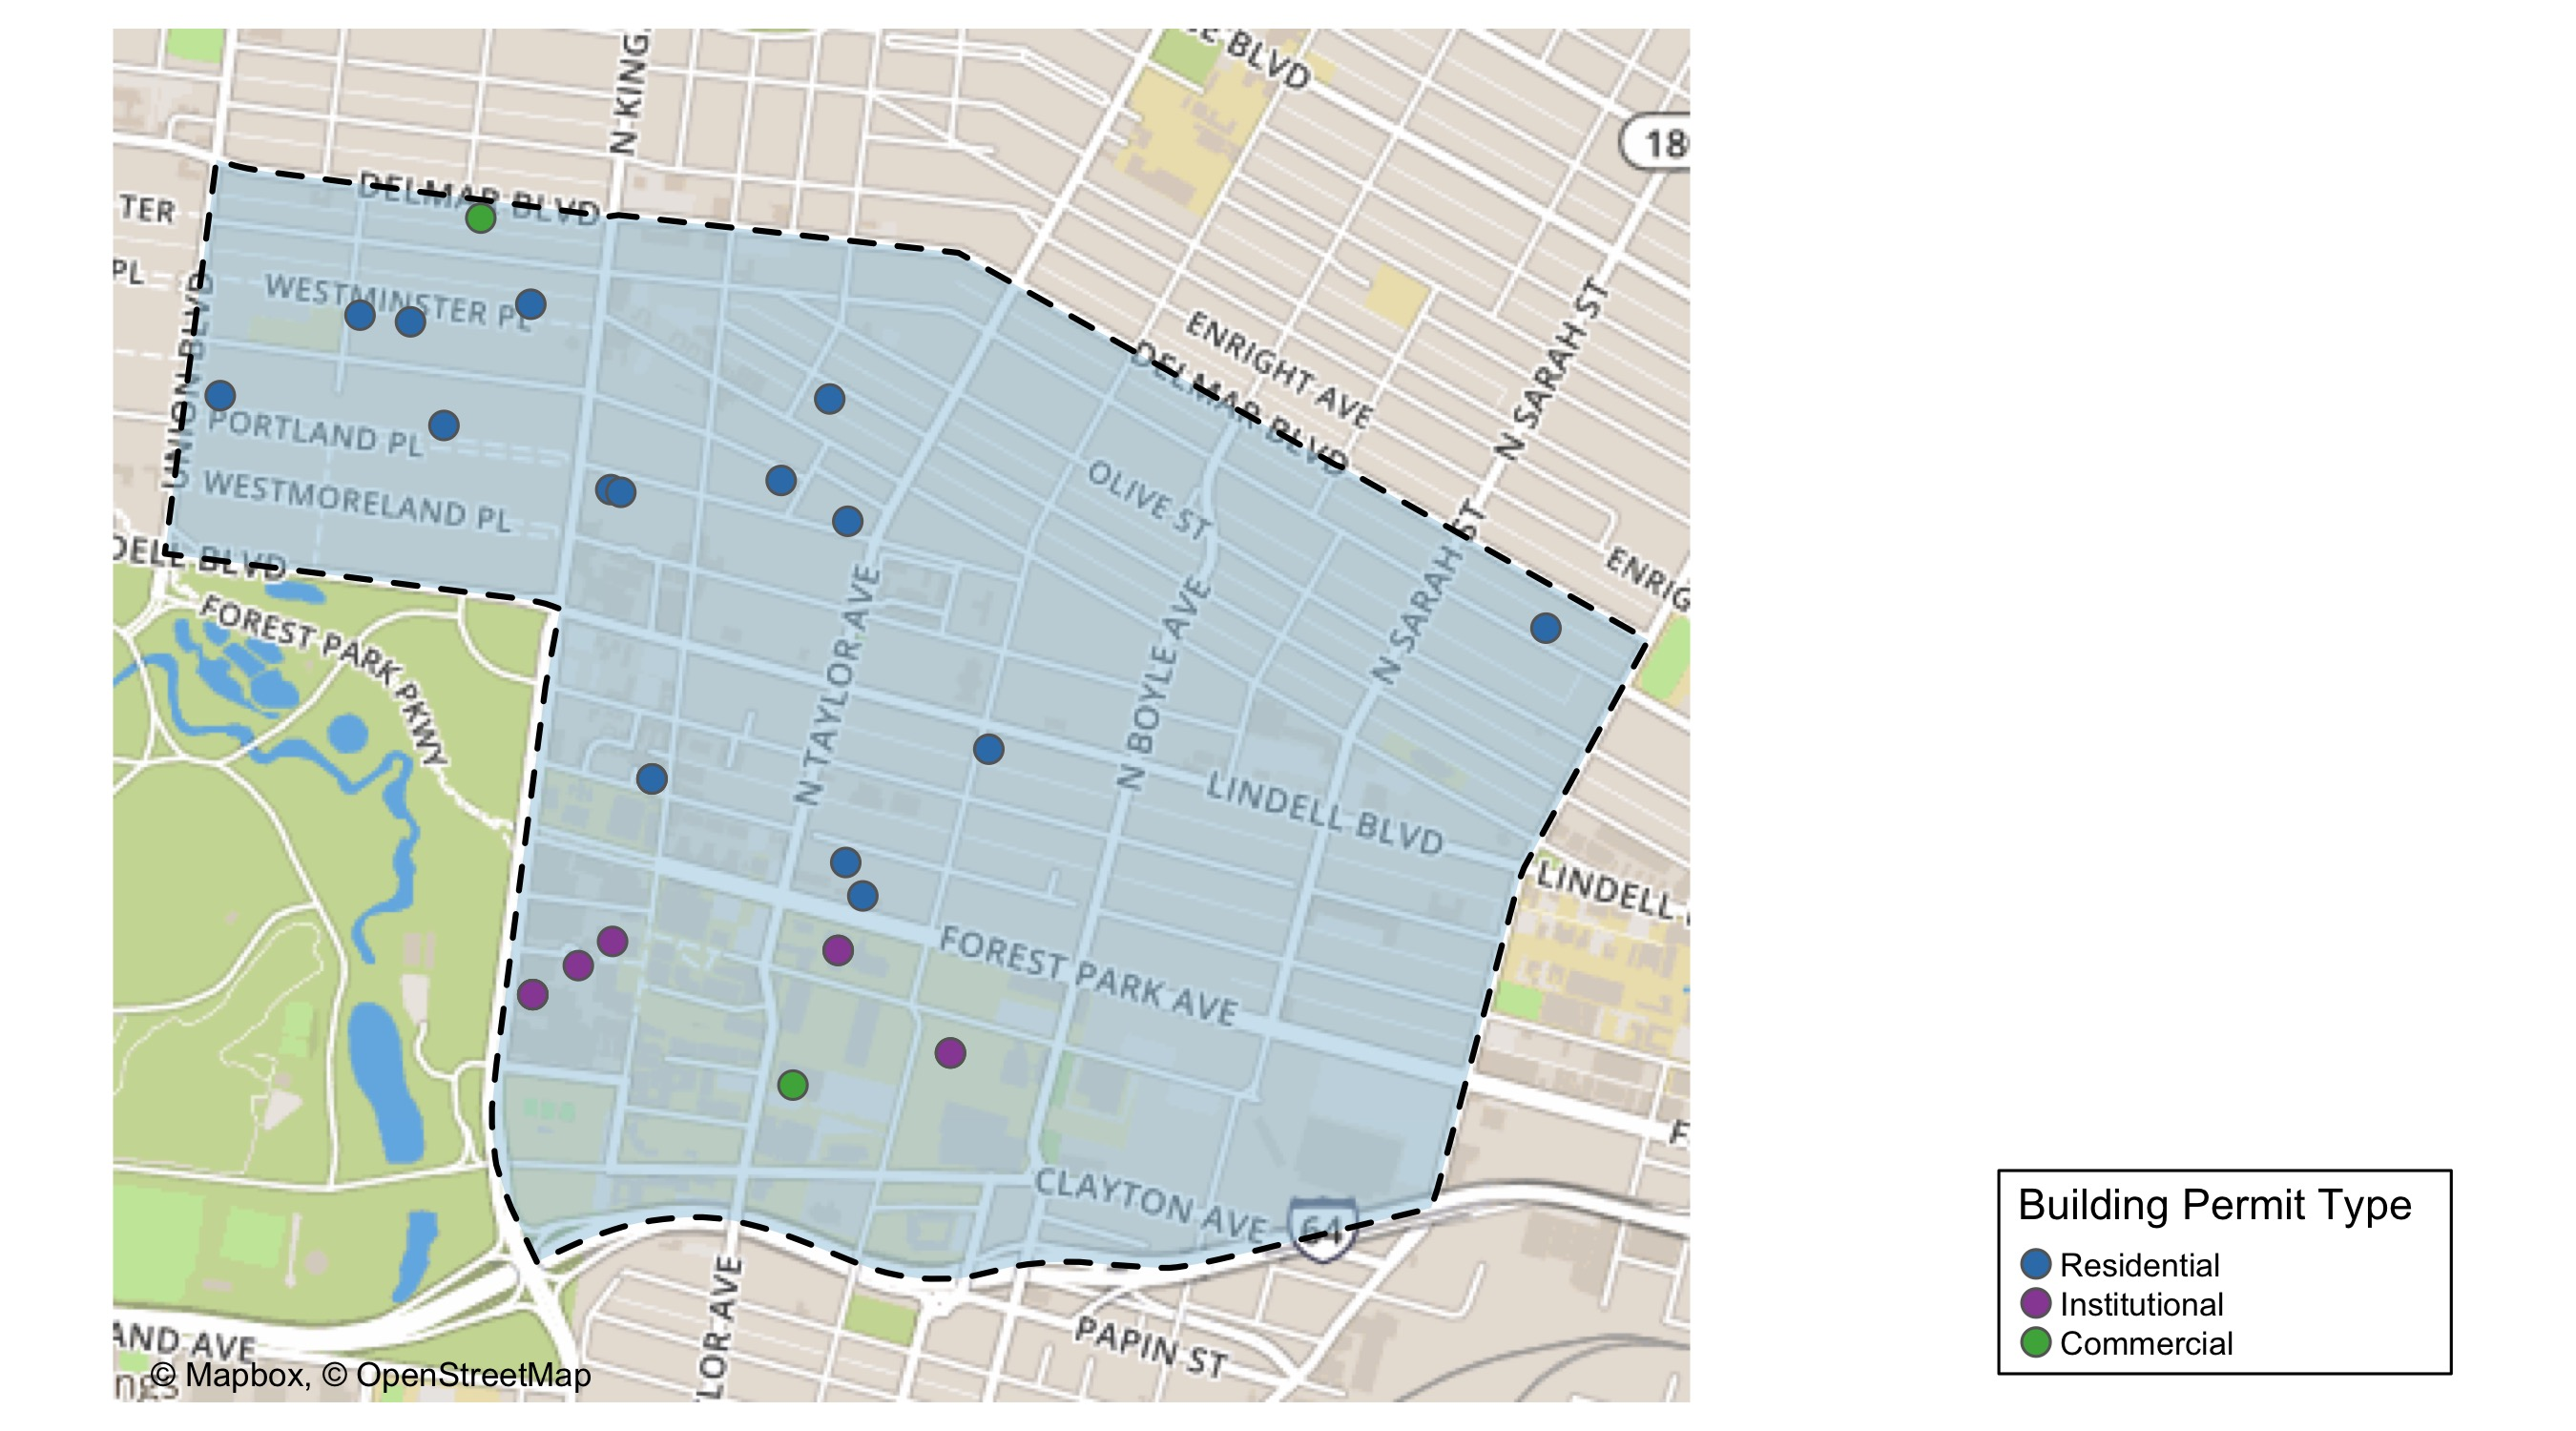 BLVD
N KING
18
TER
DELMAR BLVD
PL
WESTMINSTER PL
UNION BLVD
ENRIGHT AVE
N SARAH ST
DELMAR BLVD
PORTLAND PL
OLIVE ST
WESTMORELAND PL
DELL BLVD
ENRIG
FOREST PARK PKWY
N TAYLOR AVE
N BOYLE AVE
N SARAH ST
LINDELL BLVD
LINDELL
FOREST PARK AVE
F
CLAYTON AVE
64
LOR AVE
PAPIN ST
AND AVE
© Mapbox, © OpenStreetMap
Building Permit Type
Residential
Institutional
Commercial